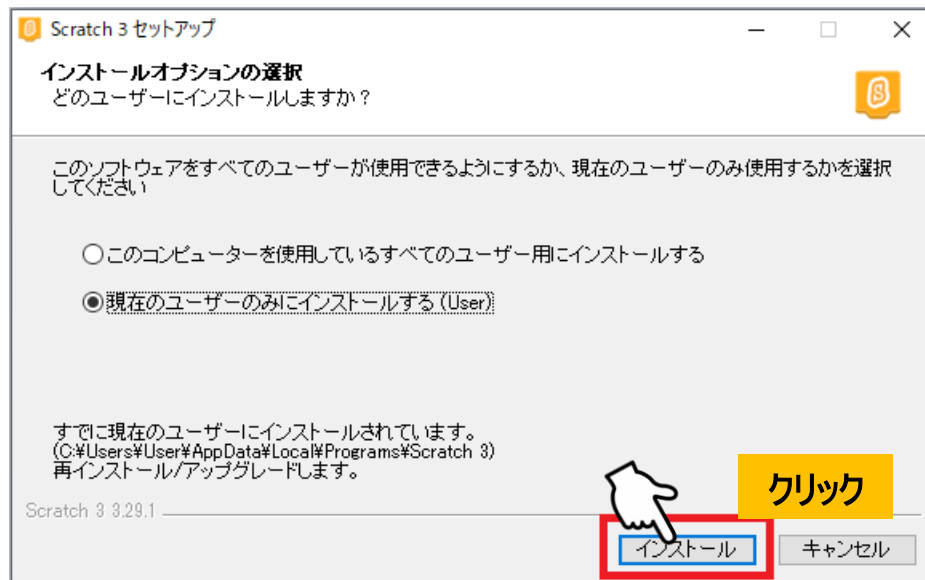 Scratch 3 セットアップ
インストールオプションの選択
どのユーザーにインストールしますか？
このソフトウェアをすべてのユーザーが使用できるようにするか、現在のユーザーのみ使用するかを選択
してください
このコンピューターを使用しているすべてのユーザー用にインストールする
現在のユーザーのみにインストールする (User)
すでに現在のユーザーにインストールされています。
(C:¥Users¥User¥AppData¥Local¥Programs¥Scratch 3)
再インストール/アップグレードします。
クリック
Scratch 3 3.29.1
インストール キャンセル